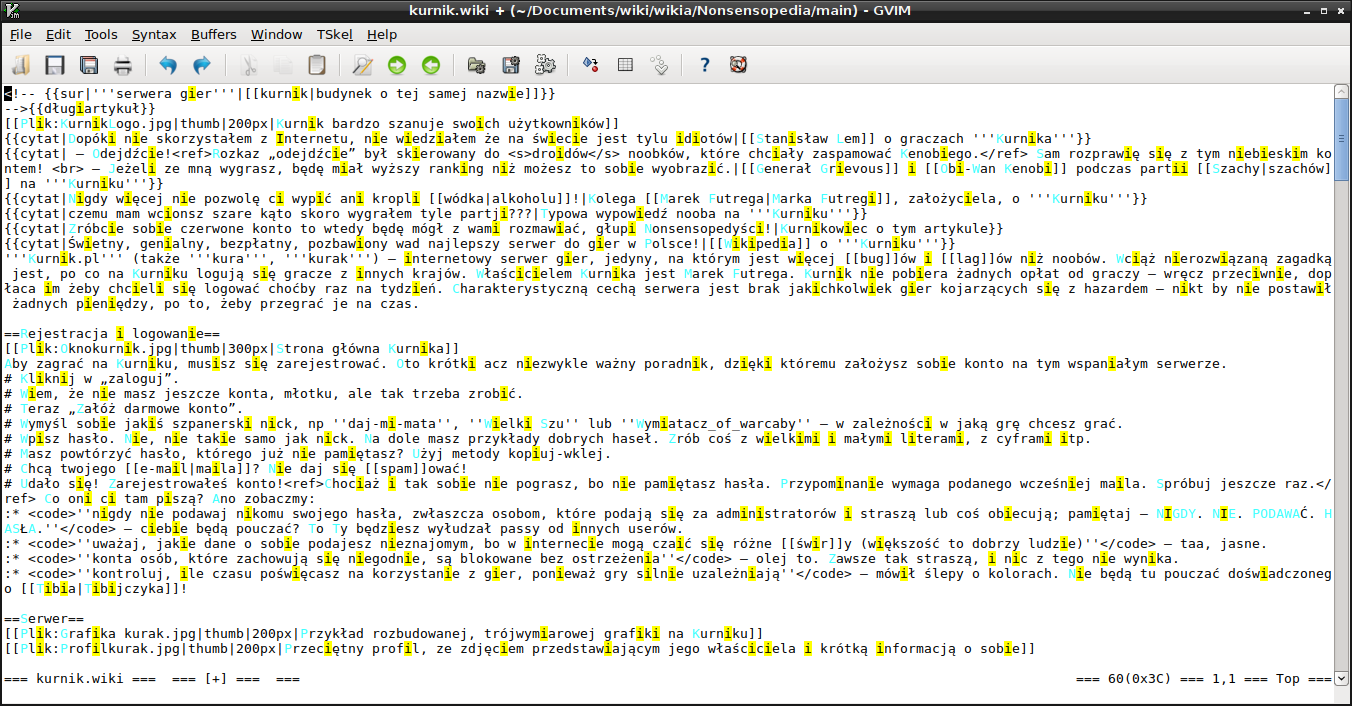 kurnik.wiki + (~/Documents/wiki/wikia/Nonsensopedia/main) - GVIM
File Edit Tools Syntax Buffers Window TSkel Help
<!-- {{sur|'''serwera gier'''|[[kurnik|budynek o tej samej nazwie]]}}
-->{{długiartykuł}}
[[Plik:KurnikLogo.jpg|thumb|200px|Kurnik bardzo szanuje swoich użytkowników]]
{{cytat|Dopóki nie skorzystałem z Internetu, nie wiedziałem że na świecie jest tylu idiotów|[[Stanisław Lem]] o graczach '''Kurnika'''}}
{{cytat| – Odejdźcie!<ref>Rozkaz „odejdźcie” był skierowany do <s>droidów</s> noobków, które chciały zaspamować Kenobiego.</ref> Sam rozprawię się z tym niebieskim ko
ntem! <br> – Jeżeli ze mną wygrasz, będę miał wyższy ranking niż możesz to sobie wyobrazić.|[[Generał Grievous]] i [[Obi-Wan Kenobi]] podczas partii [[Szachy|szachów]
] na '''Kurniku'''}}
{{cytat|Nigdy więcej nie pozwolę ci wypić ani kropli [[wódka|alkoholu]]!|Kolega [[Marek Futrega|Marka Futregi]], założyciela, o '''Kurniku'''}}
{{cytat|czemu mam wcionsz szare kąto skoro wygrałem tyle partji???|Typowa wypowiedź nooba na '''Kurniku'''}}
{{cytat|Zróbcie sobie czerwone konto to wtedy będę mógł z wami rozmawiać, głupi Nonsensopedyści!|Kurnikowiec o tym artykule}}
{{cytat|Świetny, genialny, bezpłatny, pozbawiony wad najlepszy serwer do gier w Polsce!|[[Wikipedia]] o '''Kurniku'''}}
'''Kurnik.pl''' (także '''kura''', '''kurak''') – internetowy serwer gier, jedyny, na którym jest więcej [[bug]]ów i [[lag]]ów niż noobów. Wciąż nierozwiązaną zagadką
jest, po co na Kurniku logują się gracze z innych krajów. Właścicielem Kurnika jest Marek Futrega. Kurnik nie pobiera żadnych opłat od graczy – wręcz przeciwnie, dop
łaca im żeby chcieli się logować choćby raz na tydzień. Charakterystyczną cechą serwera jest brak jakichkolwiek gier kojarzących się z hazardem – nikt by nie postawił
żadnych pieniędzy, po to, żeby przegrać je na czas.
==Rejestracja i logowanie==
[[Plik:Oknokurnik.jpg|thumb|300px|Strona główna Kurnika]]
Aby zagrać na Kurniku, musisz się zarejestrować. Oto krótki acz niezwykle ważny poradnik, dzięki któremu założysz sobie konto na tym wspaniałym serwerze.
# Kliknij w „zaloguj”.
# Wiem, że nie masz jeszcze konta, młotku, ale tak trzeba zrobić.
# Teraz „Załóż darmowe konto”.
# Wymyśl sobie jakiś szpanerski nick, np ''daj-mi-mata'', ''Wielki Szu'' lub ''Wymiatacz_of_warcaby'' – w zależności w jaką grę chcesz grać.
# Wpisz hasło. Nie, nie takie samo jak nick. Na dole masz przykłady dobrych haseł. Zrób coś z wielkimi i małymi literami, z cyframi itp.
# Masz powtórzyć hasło, którego już nie pamiętasz? Użyj metody kopiuj-wklej.
# Chcą twojego [[e-mail|maila]]? Nie daj się [[spam]]ować!
# Udało się! Zarejestrowałeś konto!<ref>Chociaż i tak sobie nie pograsz, bo nie pamiętasz hasła. Przypominanie wymaga podanego wcześniej maila. Spróbuj jeszcze raz.</
ref> Co oni ci tam piszą? Ano zobaczmy:
:* <code>''nigdy nie podawaj nikomu swojego hasła, zwłaszcza osobom, które podają się za administratorów i straszą lub coś obiecują; pamiętaj – NIGDY. NIE. PODAWAĆ. H
ASŁA.''</code> – ciebie będą pouczać? To Ty będziesz wyłudzał passy od innych userów.
:* <code>''uważaj, jakie dane o sobie podajesz nieznajomym, bo w internecie mogą czaić się różne [[świr]]y (większość to dobrzy ludzie)''</code> – taa, jasne.
:* <code>''konta osób, które zachowują się niegodnie, są blokowane bez ostrzeżenia''</code> – olej to. Zawsze tak straszą, i nic z tego nie wynika.
:* <code>''kontroluj, ile czasu poświęcasz na korzystanie z gier, ponieważ gry silnie uzależniają''</code> – mówił ślepy o kolorach. Nie będą tu pouczać doświadczoneg
o [[Tibia|Tibijczyka]]!
==Serwer==
[[Plik:Grafika kurak.jpg|thumb|200px|Przykład rozbudowanej, trójwymiarowej grafiki na Kurniku]]
[[Plik:Profilkurak.jpg|thumb|200px|Przeciętny profil, ze zdjęciem przedstawiającym jego właściciela i krótką informacją o sobie]]
=== kurnik.wiki ===  === [+] ===  === === 60(0x3C) === 1,1 === Top ===